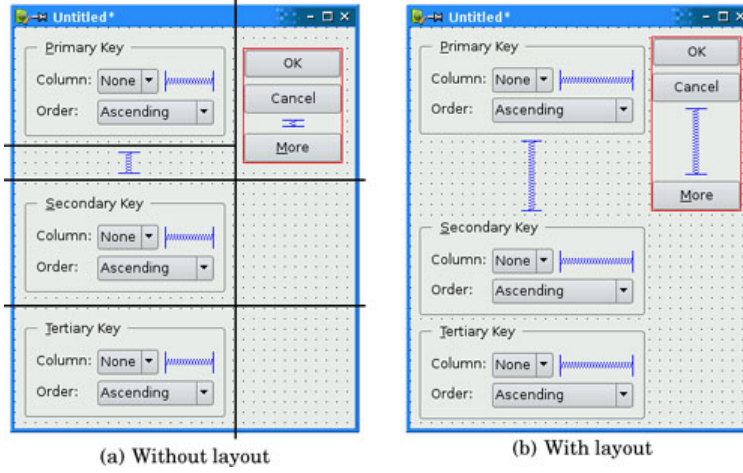 Untitled*
Primary Key
Column: None
Order: Ascending
OK
Cancel
More
Secondary Key
Column: None
Order: Ascending
Tertiary Key
Column: None
Order: Ascending
(a) Without layout
Untitled*
Primary Key
Column: None
Order: Ascending
OK
Cancel
More
Secondary Key
Column: None
Order: Ascending
Tertiary Key
Column: None
Order: Ascending
(b) With layout